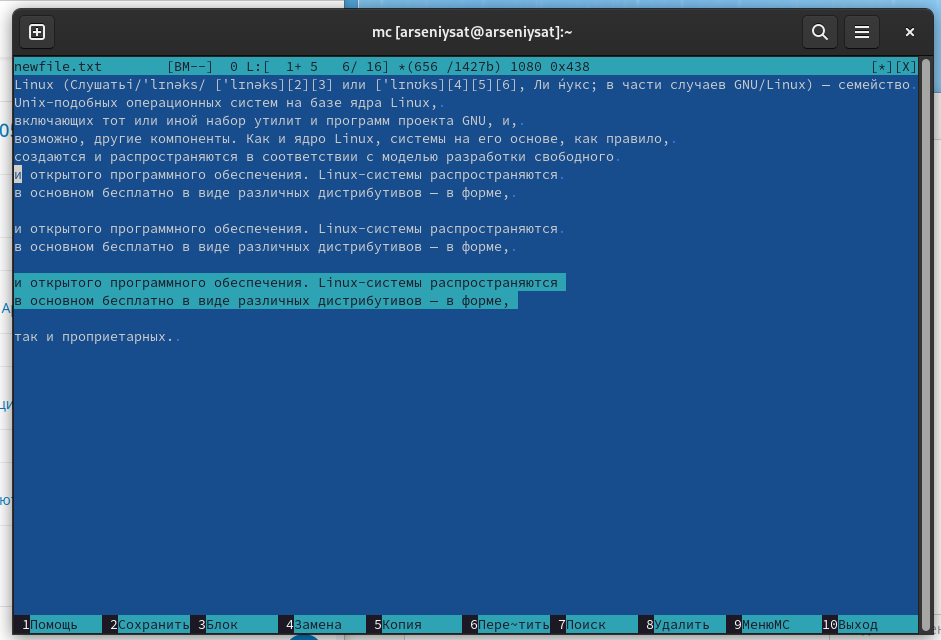 mc [arseniysat@arseniysat]:~
newfile.txt [BM--] 0 L:[ 1+ 5 6/ 16] *(656 /1427b) 1080 0x438 [*][X]
Linux (Слушатьi/ˈlɪnəks/ [ˈlɪnəks][2][3] или [ˈlɪnʊks][4][5][6], Ли ́нукс; в части случаев GNU/Linux) — семейство.
Unix-подобных операционных систем на базе ядра Linux,.
включающих тот или иной набор утилит и программ проекта GNU, и,.
возможно, другие компоненты. Как и ядро Linux, системы на его основе, как правило,.
создаются и распространяются в соответствии с моделью разработки свободного.
и открытого программного обеспечения. Linux-системы распространяются.
в основном бесплатно в виде различных дистрибутивов — в форме,.
и открытого программного обеспечения. Linux-системы распространяются.
в основном бесплатно в виде различных дистрибутивов — в форме,.
и открытого программного обеспечения. Linux-системы распространяются
в основном бесплатно в виде различных дистрибутивов — в форме,
так и проприетарных..
1Помощь 2Сохранить 3Блок 4Замена 5Копия 6Пере~тить 7Поиск 8Удалить 9МенюMC 10Выход